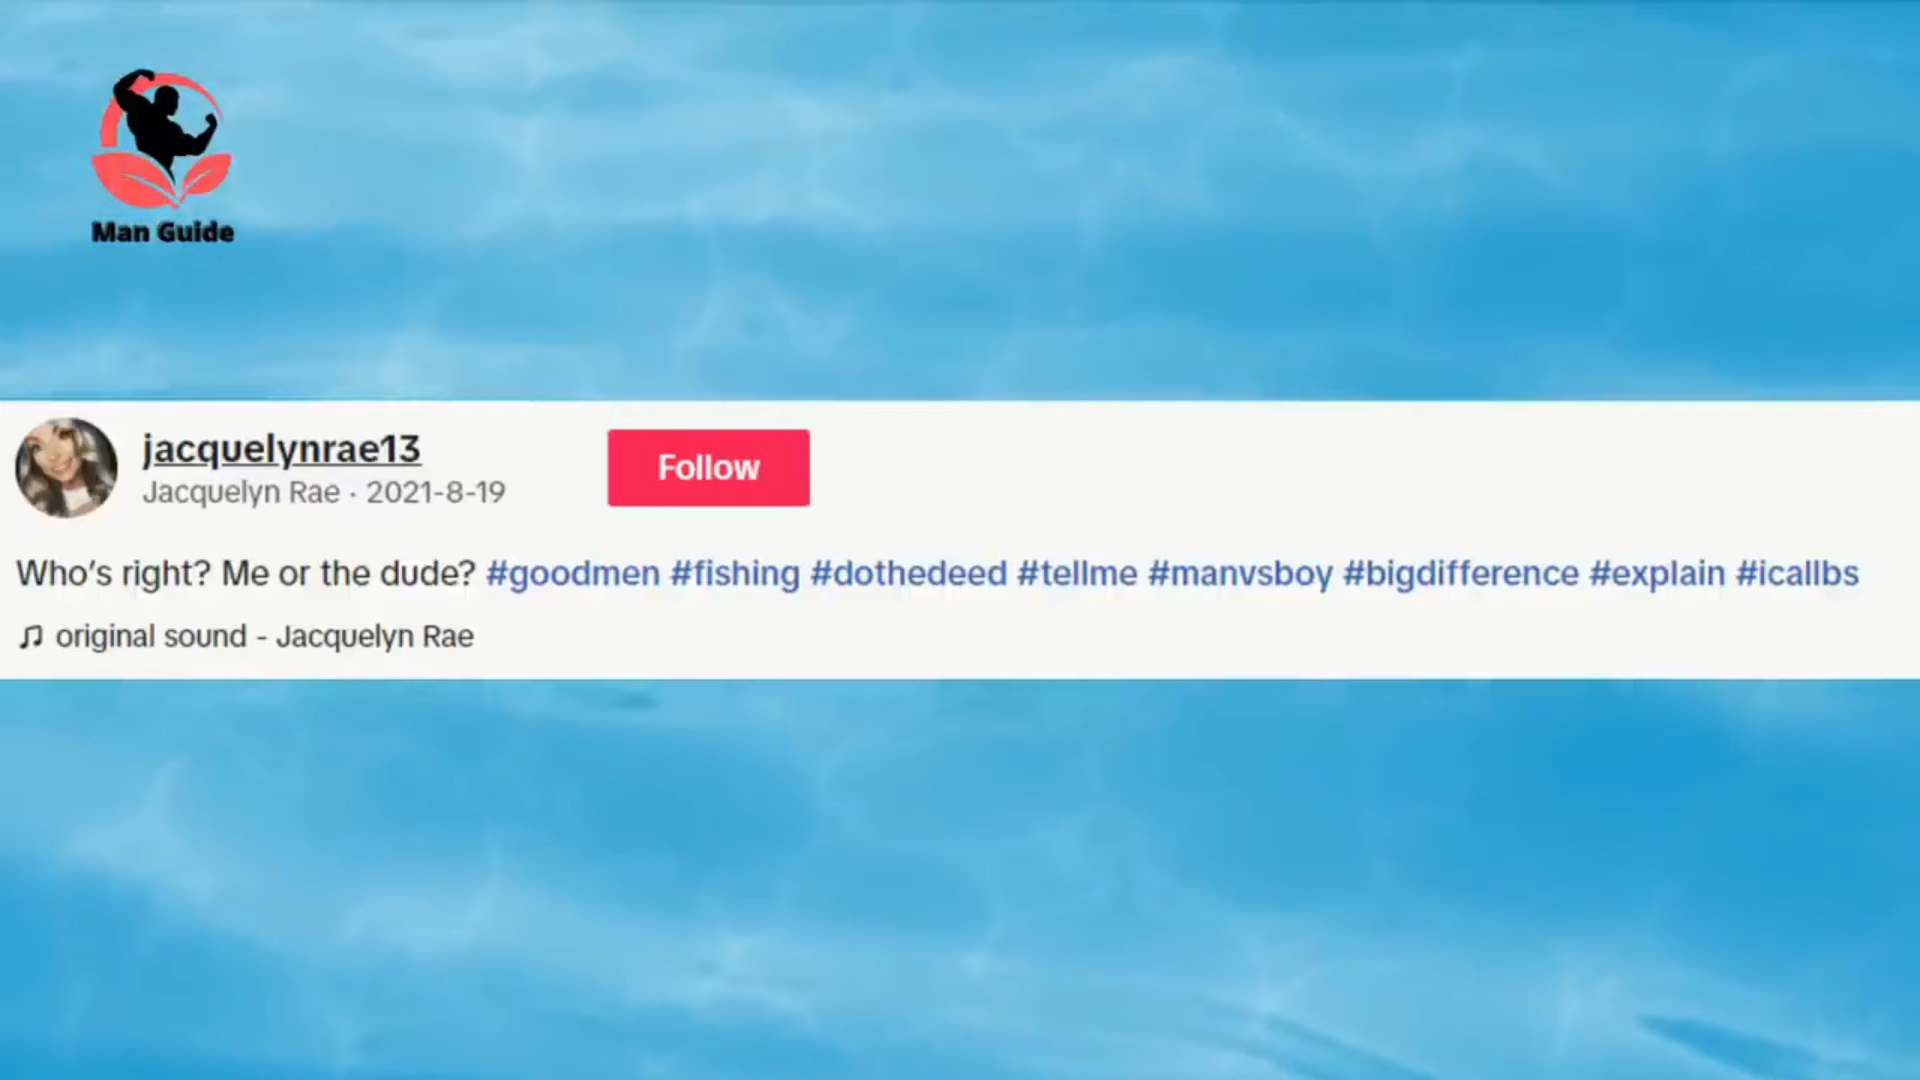 Man Guide
jacquelynrae13
Jacquelyn Rae · 2021-8-19
Follow
Who's right? Me or the dude? #goodmen #fishing #dothedeed #tellme #manvsboy #bigdifference #explain #icallbs
♫ original sound - Jacquelyn Rae